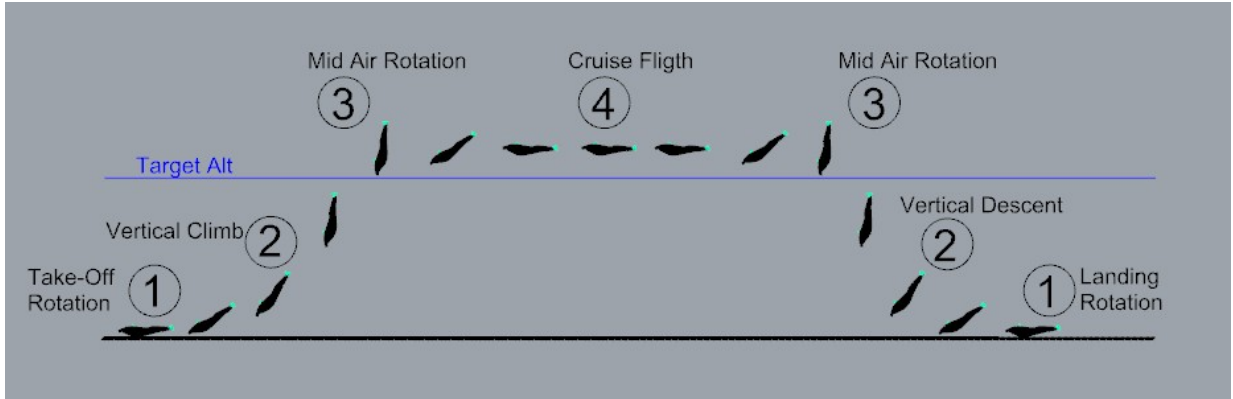 Mid Air Rotation
3
Cruise Fligth
4
Mid Air Rotation
3
Target Alt
Vertical Climb
2
Vertical Descent
2
Take-Off
Rotation
1
1
Landing
Rotation